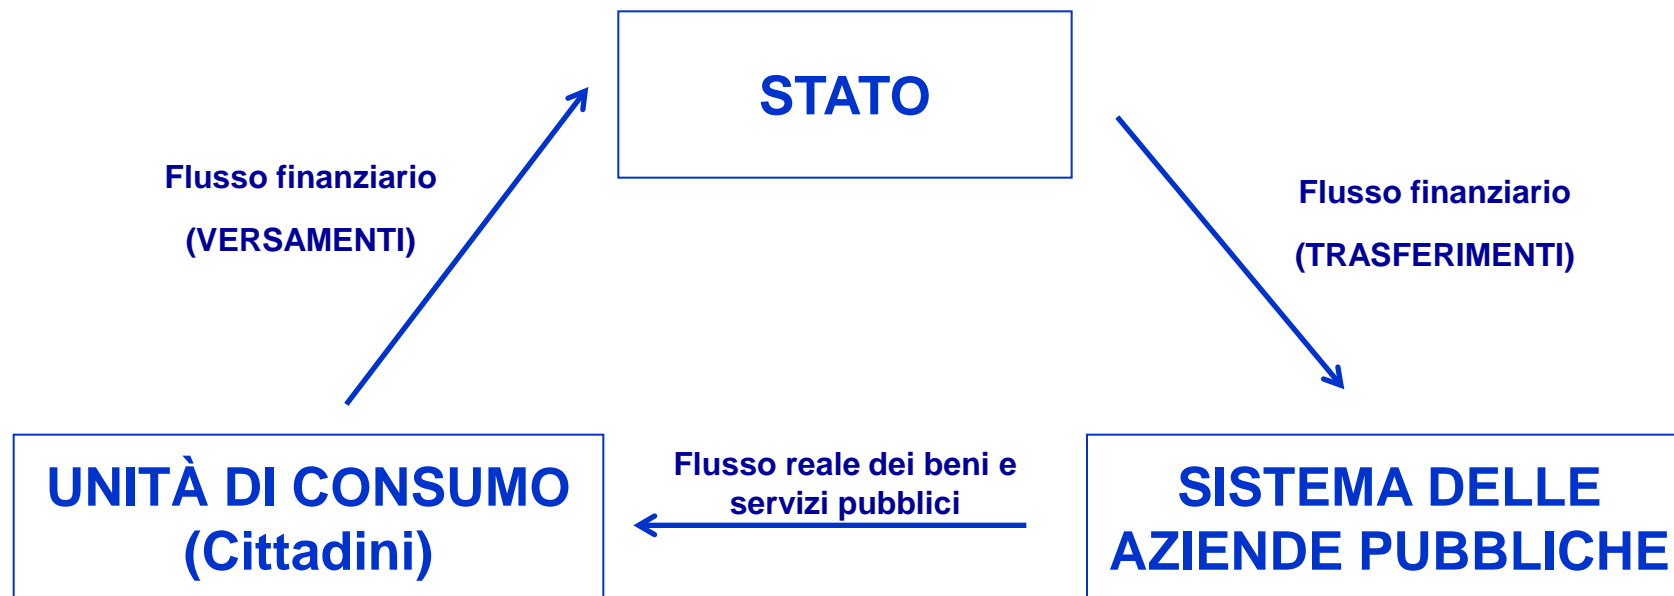 STATO
Flusso finanziario
(VERSAMENTI)
Flusso finanziario
(TRASFERIMENTI)
UNITÀ DI CONSUMO
(Cittadini)
Flusso reale dei beni e
servizi pubblici
SISTEMA DELLE
AZIENDE PUBBLICHE